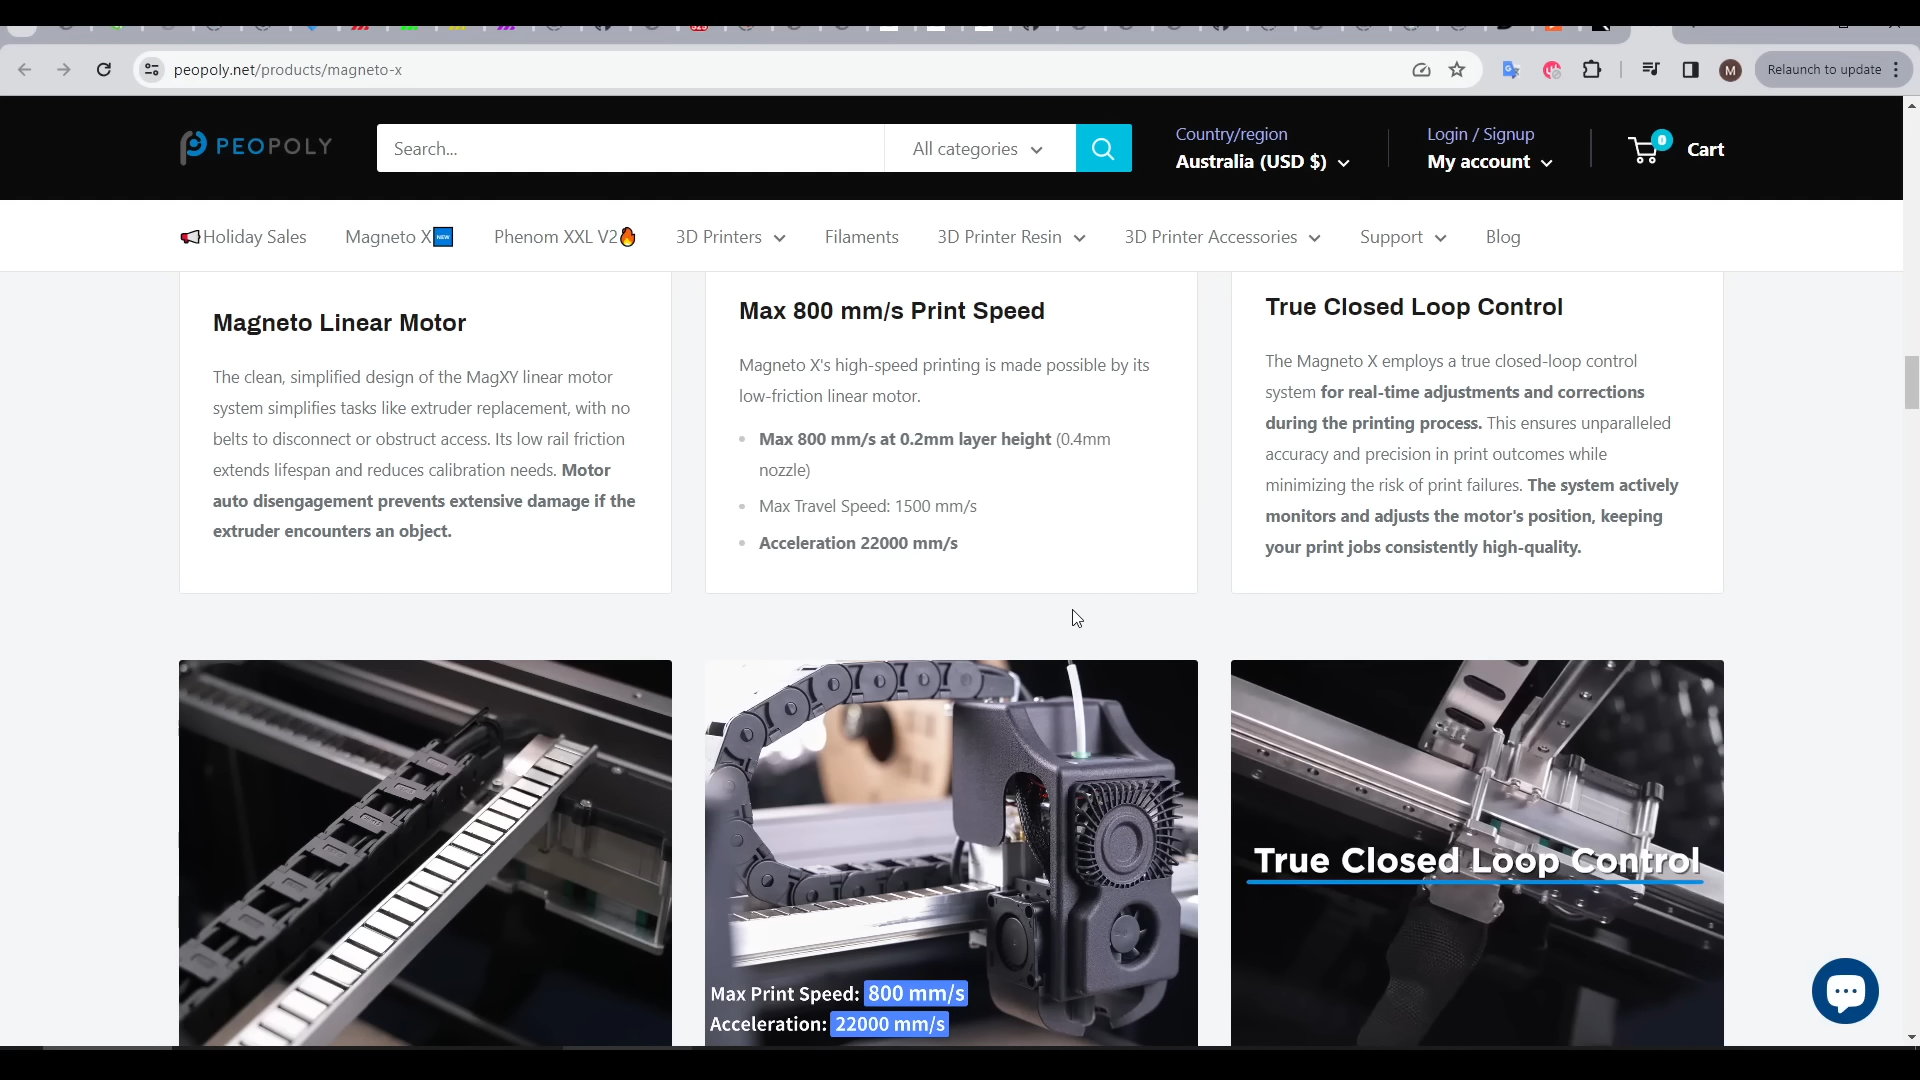 peopoly.net/products/magneto-x
M
Relaunch to update
PEOPOLY
Search...
All categories
Country/region
Australia (USD $)
Login / Signup
My account
0
Cart
Holiday Sales
Magneto X
NEW
Phenom XXL V2
3D Printers
Filaments
3D Printer Resin
3D Printer Accessories
Support
Blog
Magneto Linear Motor
The clean, simplified design of the MagXY linear motor
system simplifies tasks like extruder replacement, with no
belts to disconnect or obstruct access. Its low rail friction
extends lifespan and reduces calibration needs. Motor
auto disengagement prevents extensive damage if the
extruder encounters an object.
Max 800 mm/s Print Speed
Magneto X's high-speed printing is made possible by its
low-friction linear motor.
Max 800 mm/s at 0.2mm layer height (0.4mm
nozzle)
Max Travel Speed: 1500 mm/s
Acceleration 22000 mm/s
True Closed Loop Control
The Magneto X employs a true closed-loop control
system for real-time adjustments and corrections
during the printing process. This ensures unparalleled
accuracy and precision in print outcomes while
minimizing the risk of print failures. The system actively
monitors and adjusts the motor's position, keeping
your print jobs consistently high-quality.
Max Print Speed: 800 mm/s
Acceleration: 22000 mm/s
True Closed Loop Control